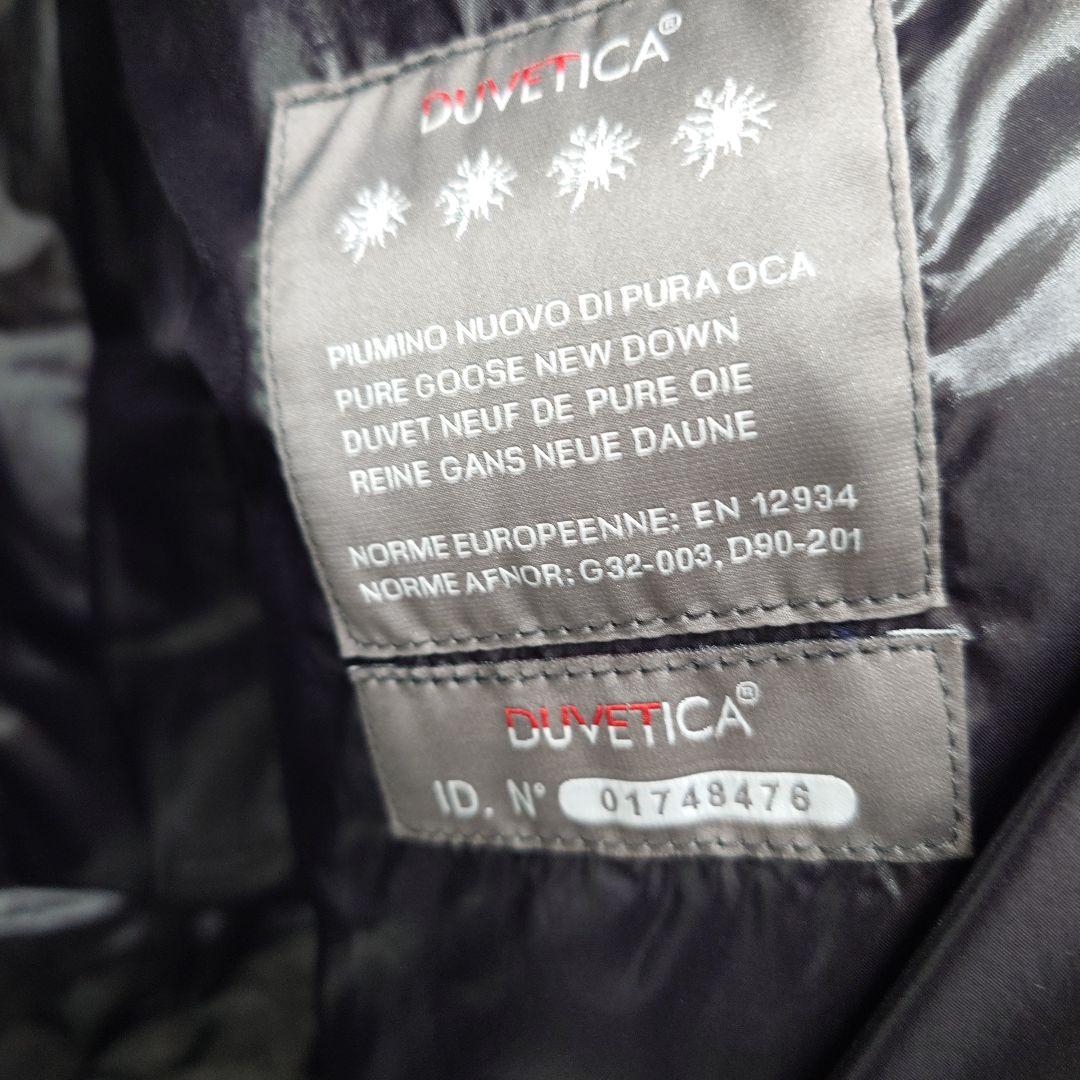 DUVETICA®
PIUMINO NUOVO DI PURA OCA
PURE GOOSE NEW DOWN
DUVET NEUF DE PURE OIE
REINE GANS NEUE DAUNE
NORME EUROPEENNE: EN 12934
NORME AFNOR: G32-003, D90-201
DUVETICA®
ID. N° 01748476